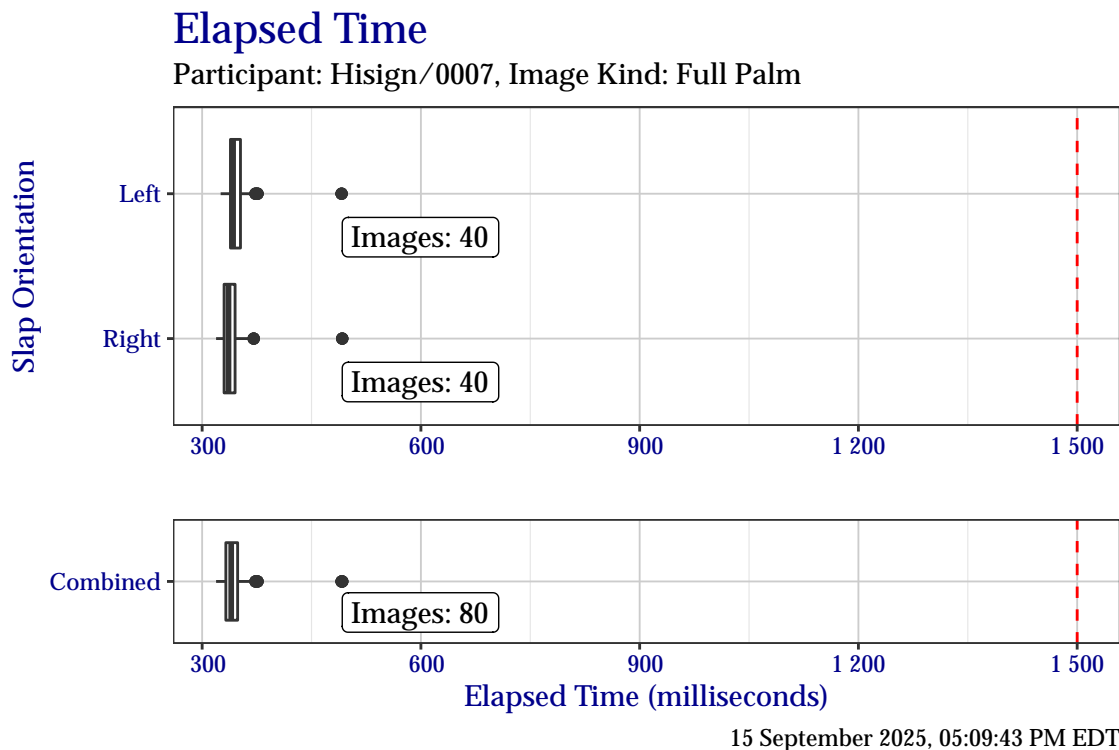 Elapsed Time
Participant: Hisign/0007, Image Kind: Full Palm
Slap Orientation
Left
Images: 40
Right
Images: 40
300 600 900 1 200 1 500
Combined
Images: 80
300 600 900 1 200 1 500
Elapsed Time (milliseconds)
15 September 2025, 05:09:43 PM EDT